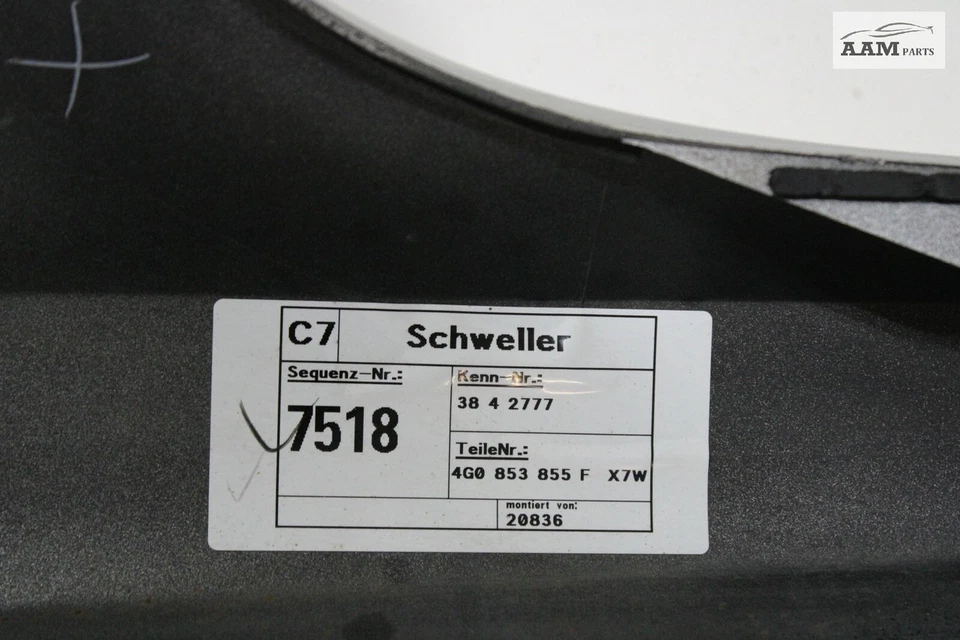 AAM PARTS
C7 Schweller
Sequenz-Nr.:
7518
Kenn-Nr.:
38 4 2777
TeileNr.:
4G0 853 855 F X7W
montiert von:
20836